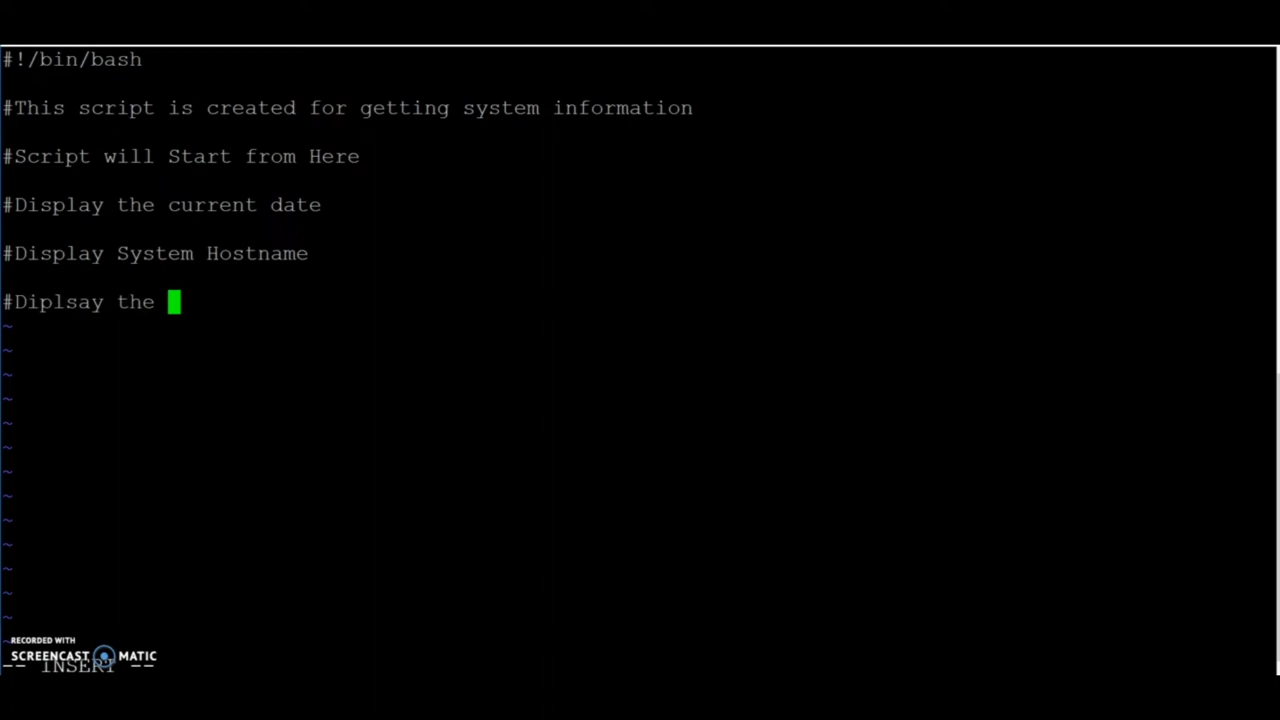 #!/bin/bash
#This script is created for getting system information
#Script will Start from Here
#Display the current date
#Display System Hostname
#Diplsay the
~
~
~
~
~
~
~
~
~
~
~
~
~
~
RECORDED WITH
SCREENCAST MATIC
-- INSERT --